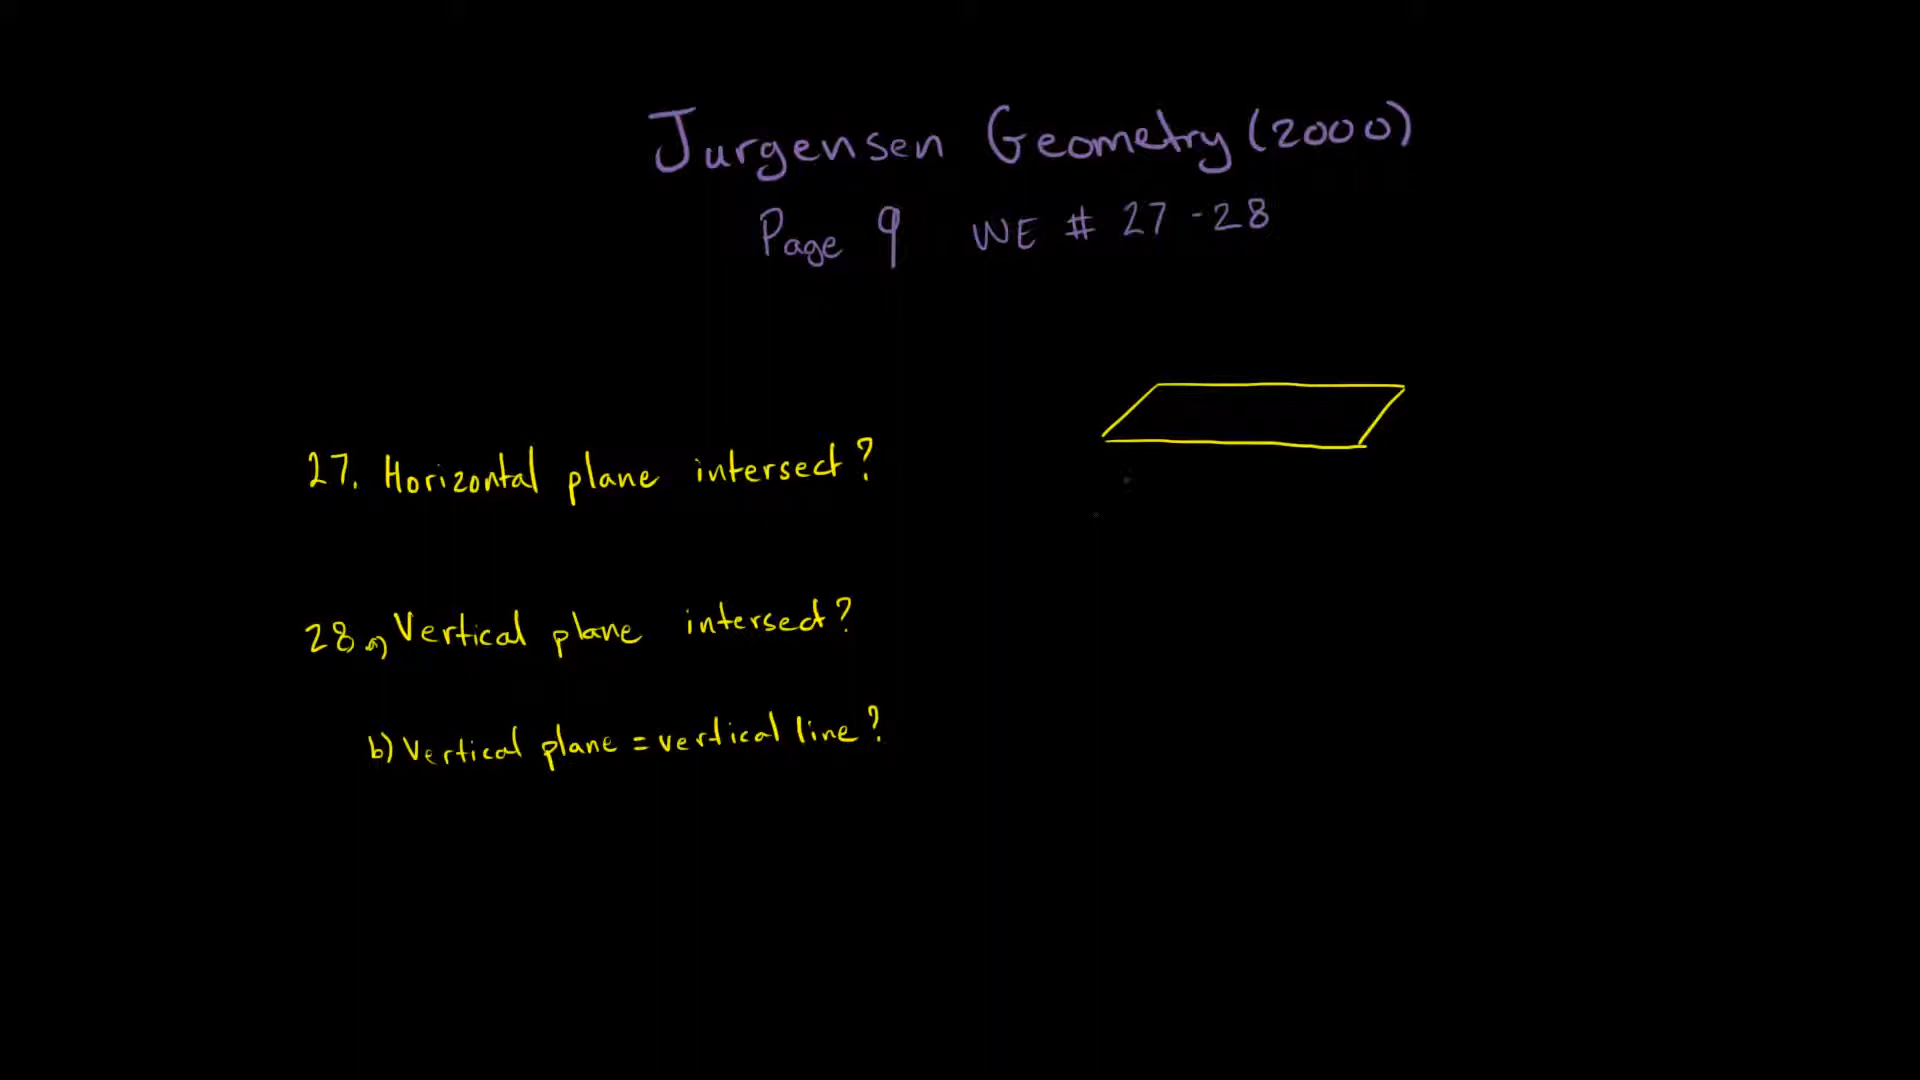 Jurgensen Geometry (2000)
Page 9 WE # 27 - 28
27. Horizontal plane intersect?
28. a) Vertical plane intersect?
b) Vertical plane = vertical line?